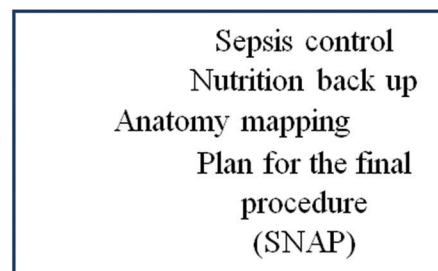 Sepsis control
Nutrition back up
Anatomy mapping
Plan for the final
procedure
(SNAP)